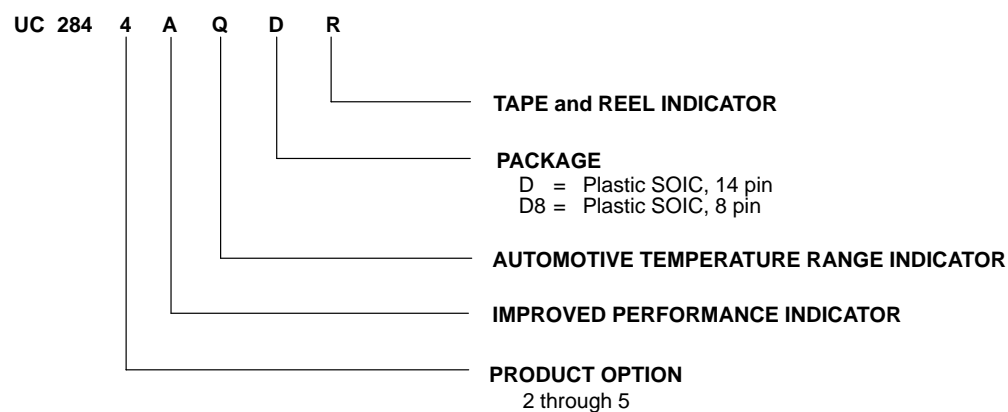 UC 284 4 A Q D R
TAPE and REEL INDICATOR
PACKAGE
D = Plastic SOIC, 14 pin
D8 = Plastic SOIC, 8 pin
AUTOMOTIVE TEMPERATURE RANGE INDICATOR
IMPROVED PERFORMANCE INDICATOR
PRODUCT OPTION
2 through 5